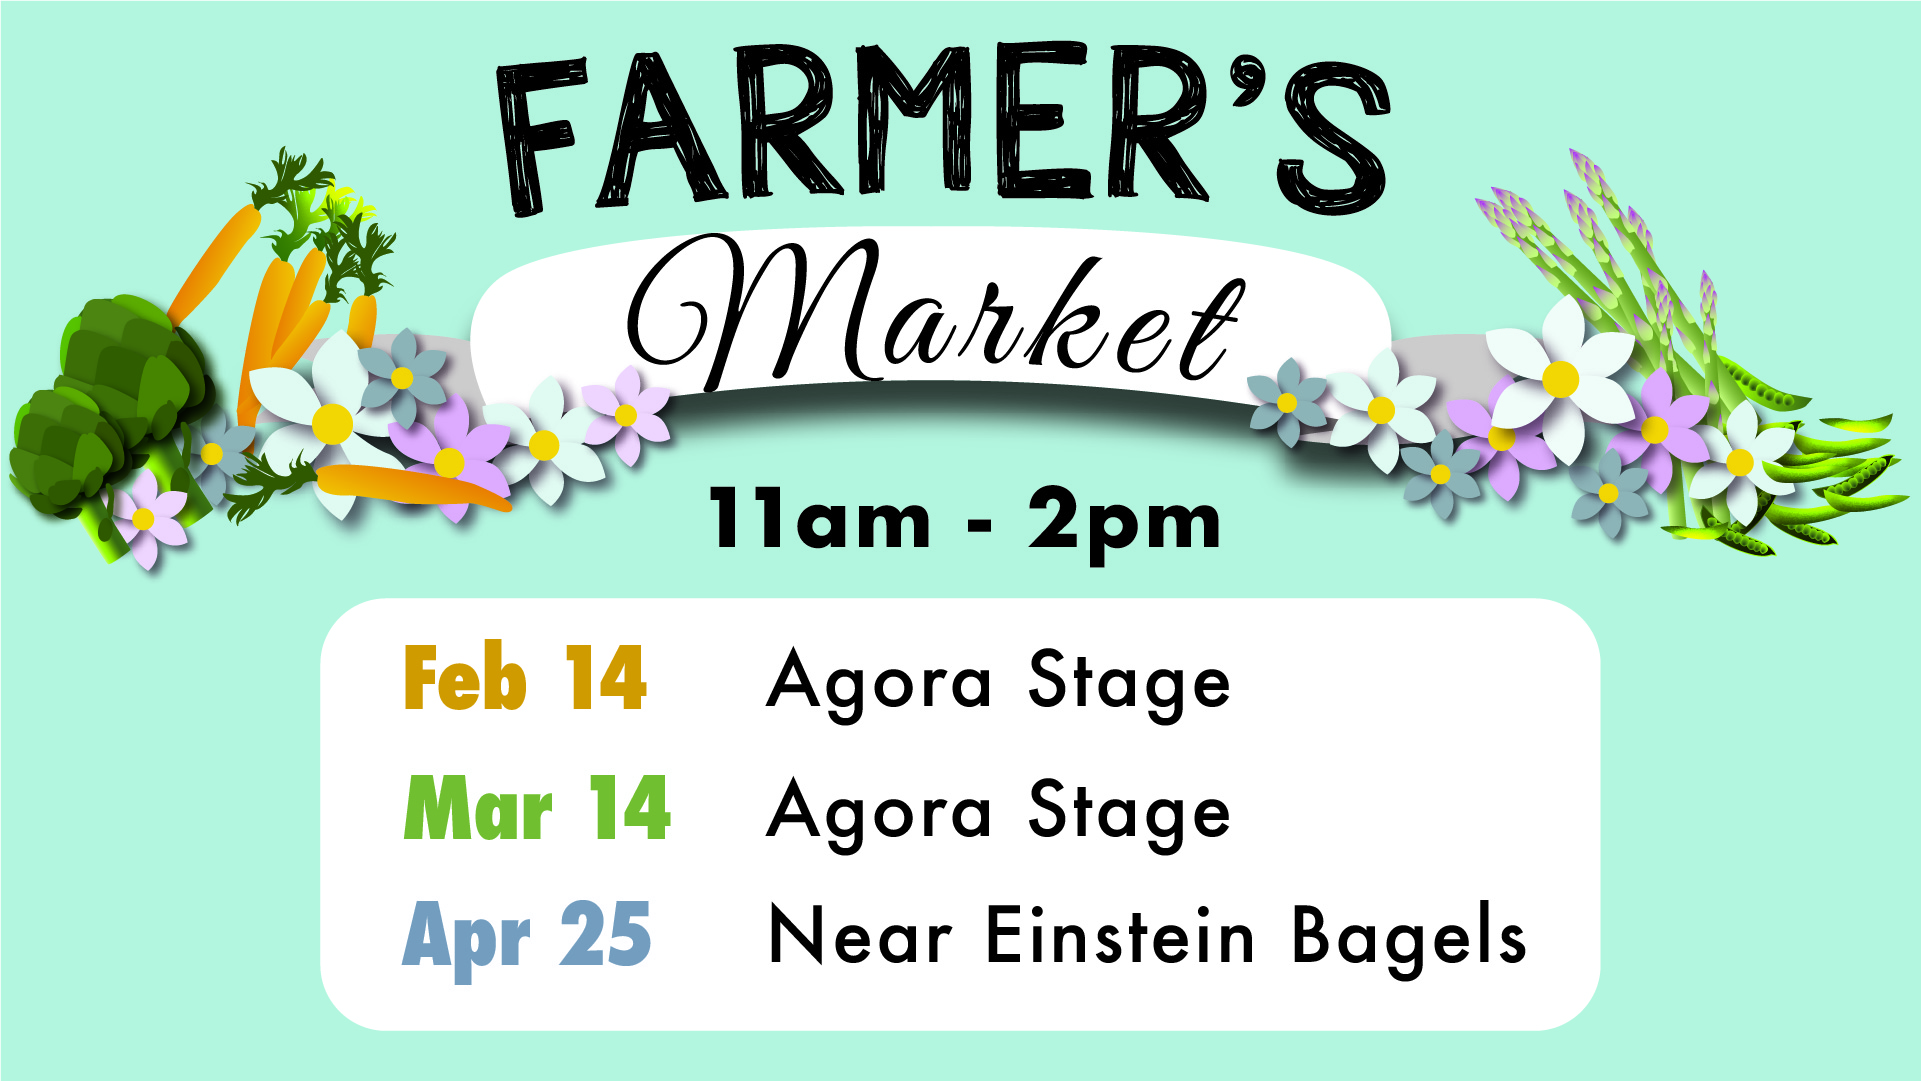 FARMER'S
Market
11am - 2pm
Feb 14 Agora Stage
Mar 14 Agora Stage
Apr 25 Near Einstein Bagels